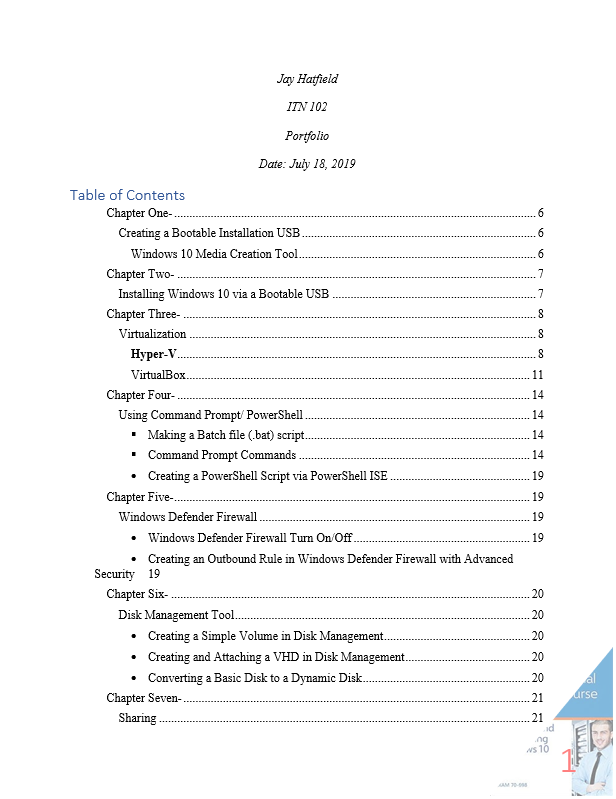 Jay Hatfield
ITN 102
Portfolio
Date: July 18, 2019
Table of Contents
Chapter One- 6
Creating a Bootable Installation USB 6
Windows 10 Media Creation Tool 6
Chapter Two- 7
Installing Windows 10 via a Bootable USB 7
Chapter Three- 8
Virtualization 8
Hyper-V 8
VirtualBox 11
Chapter Four- 14
Using Command Prompt/ PowerShell 14
▪ Making a Batch file (.bat) script 14
▪ Command Prompt Commands 14
• Creating a PowerShell Script via PowerShell ISE 19
Chapter Five- 19
Windows Defender Firewall 19
• Windows Defender Firewall Turn On/Off 19
• Creating an Outbound Rule in Windows Defender Firewall with Advanced
Security 19
Chapter Six- 20
Disk Management Tool 20
• Creating a Simple Volume in Disk Management 20
• Creating and Attaching a VHD in Disk Management 20
• Converting a Basic Disk to a Dynamic Disk 20
Chapter Seven- 21
Sharing 21
1